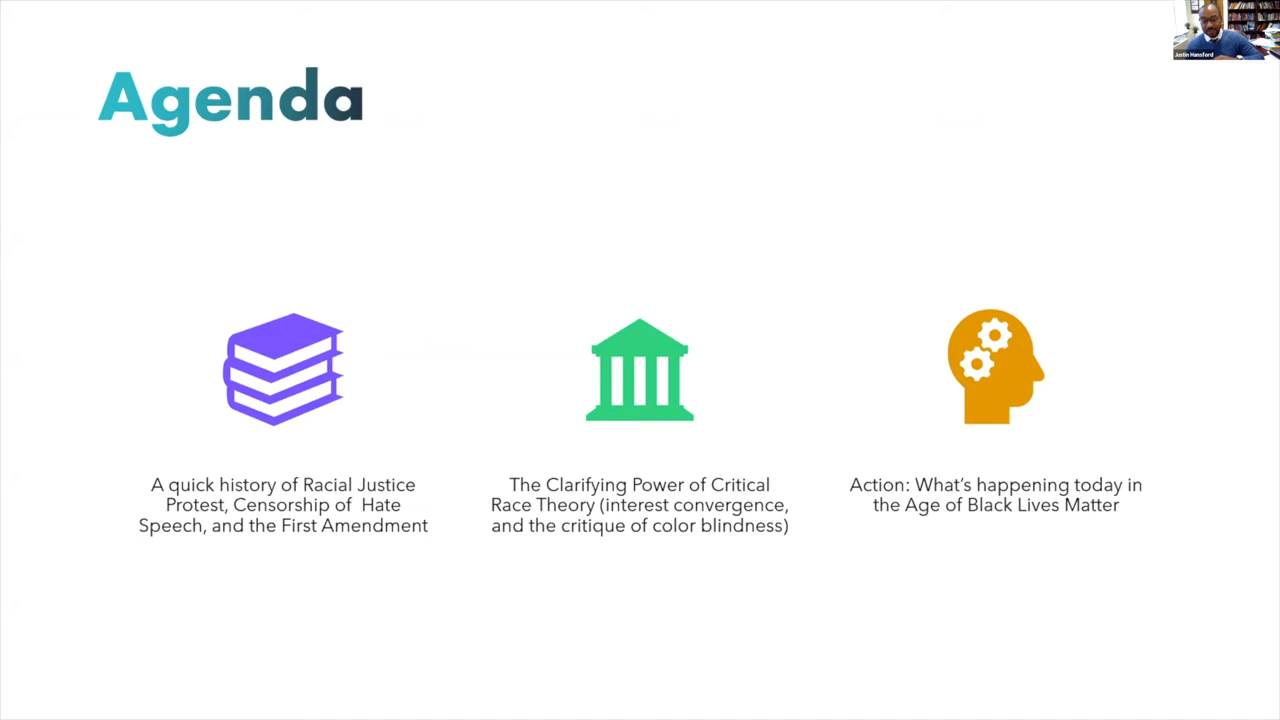 Agenda
Justin Hansford
A quick history of Racial Justice
Protest, Censorship of  Hate
Speech, and the First Amendment
The Clarifying Power of Critical
Race Theory (interest convergence,
and the critique of color blindness)
Action: What’s happening today in
the Age of Black Lives Matter